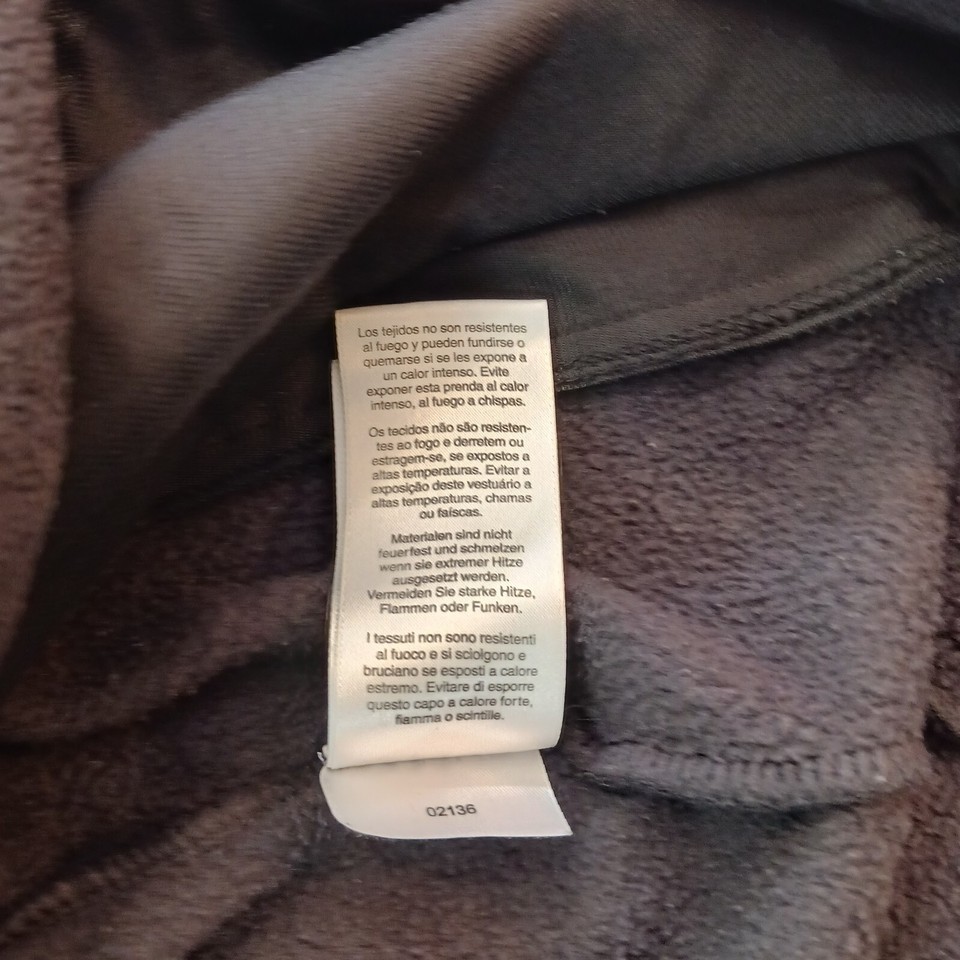 Los tejidos no son resistentes
al fuego y pueden fundirse o
quemarse si se les expone a
un calor intenso. Evite
exponer esta prenda al calor
intenso, al fuego a chispas.
Os tecidos não são resisten-
tes ao fogo e derretem ou
estragem-se, se expostos a
altas temperaturas. Evitar a
exposição deste vestuário a
altas temperaturas, chamas
ou faíscas.
Materialen sind nicht
feuerfest und schmelzen
wenn sie extremer Hitze
ausgesetzt werden.
Vermeiden Sie starke Hitze,
Flammen oder Funken.
I tessuti non sono resistenti
al fuoco e si sciolgono e
bruciano se esposti a calore
estremo. Evitare di esporre
questo capo a calore forte,
fiamma o scintille.
02136